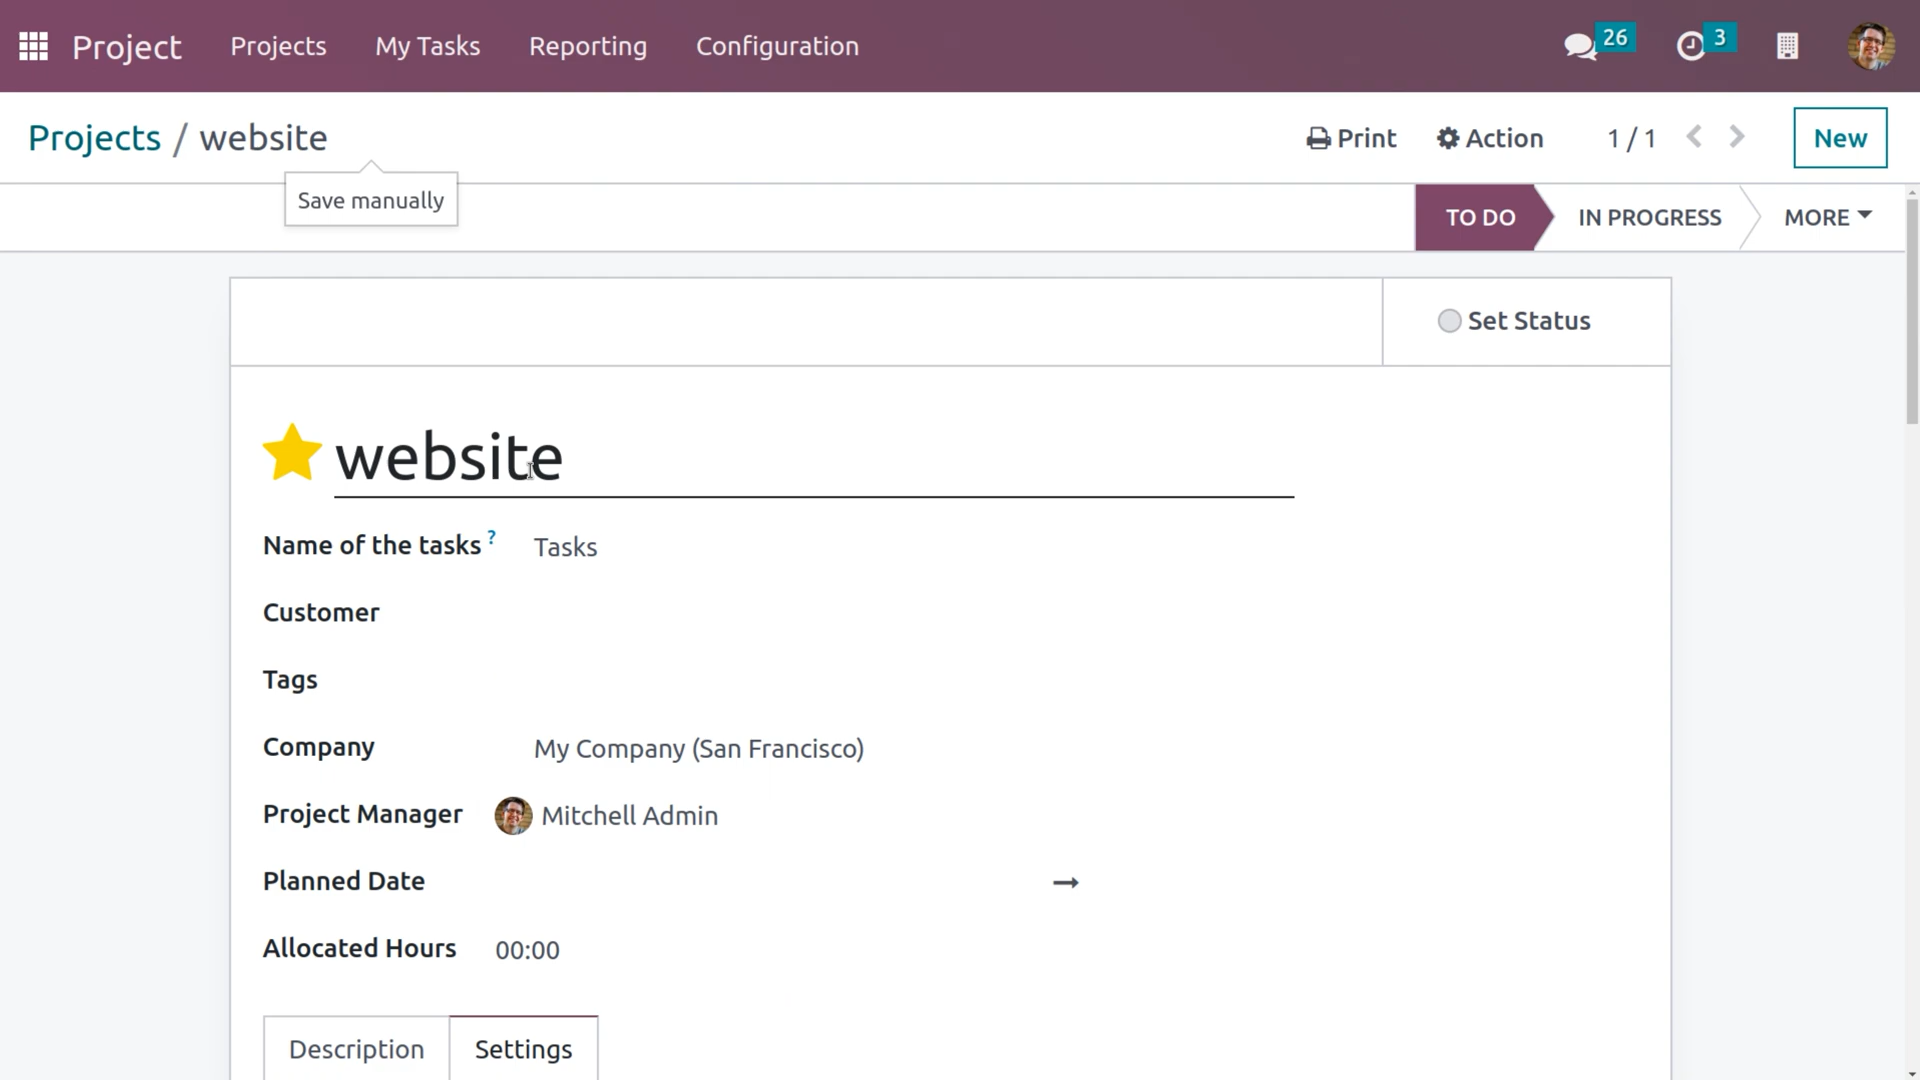 Project Projects My Tasks Reporting Configuration 26 3
Projects / website Print Action 1 / 1 New
Save manually
TO DO IN PROGRESS MORE
Set Status
website
Name of the tasks ? Tasks
Customer
Tags
Company My Company (San Francisco)
Project Manager Mitchell Admin
Planned Date
Allocated Hours 00:00
Description Settings